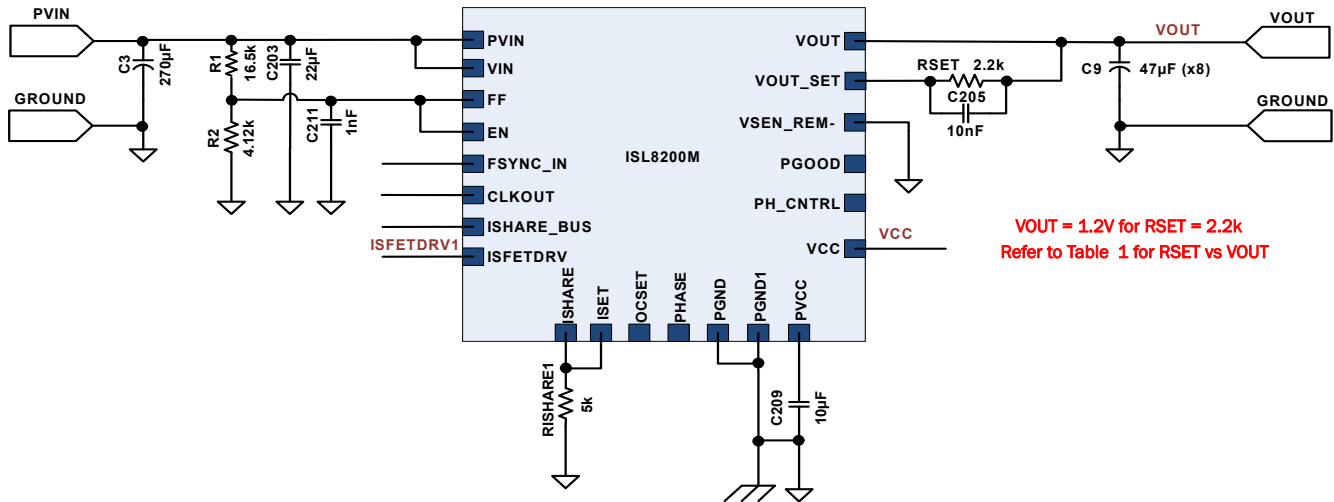 PVIN
GROUND
C3
270µF
R1
16.5k
C203
22µF
R2
4.12k
C211
1nF
ISFETDRV1
PVIN
VIN
FF
EN
FSYNC_IN
CLKOUT
ISHARE_BUS
ISFETDRV
ISL8200M
VOUT
VOUT_SET
VSEN_REM-
PGOOD
PH_CNTRL
VCC
ISHARE
ISET
OCSET
PHASE
PGND
PGND1
PVCC
RISHARE1
5k
C209
10µF
RSET 2.2k
C205
10nF
VCC
VOUT
VOUT
C9 47µF (x8)
GROUND
VOUT = 1.2V for RSET = 2.2k
Refer to Table 1 for RSET vs VOUT